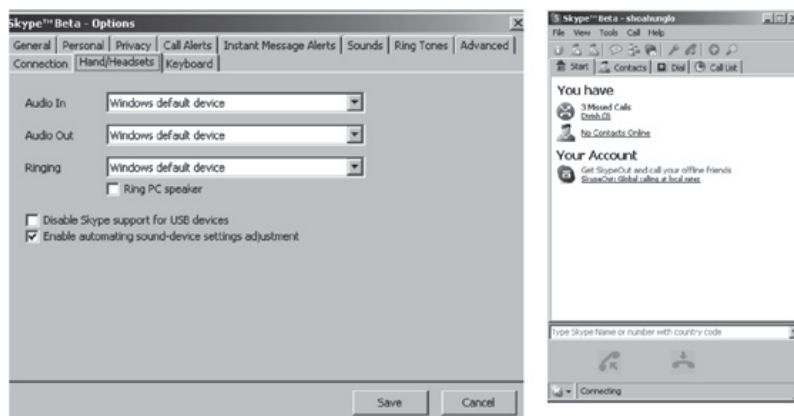 Skype™ Beta - Options
General Personal Privacy Call Alerts Instant Message Alerts Sounds Ring Tones Advanced
Connection Hand/Headsets Keyboard
Audio In Windows default device
Audio Out Windows default device
Ringing Windows default device
Ring PC speaker
Disable Skype support for USB devices
Enable automating sound-device settings adjustment
Save Cancel
Skype™ Beta - shoahunglo
File View Tools Call Help
Start Contacts Dial Call List
You have
3 Missed Calls
No Contacts Online
Your Account
Get SkypeOut and call your offline friends
SkypeOut: Global calling at local rates
Type Skype Name or number with country code
Connecting